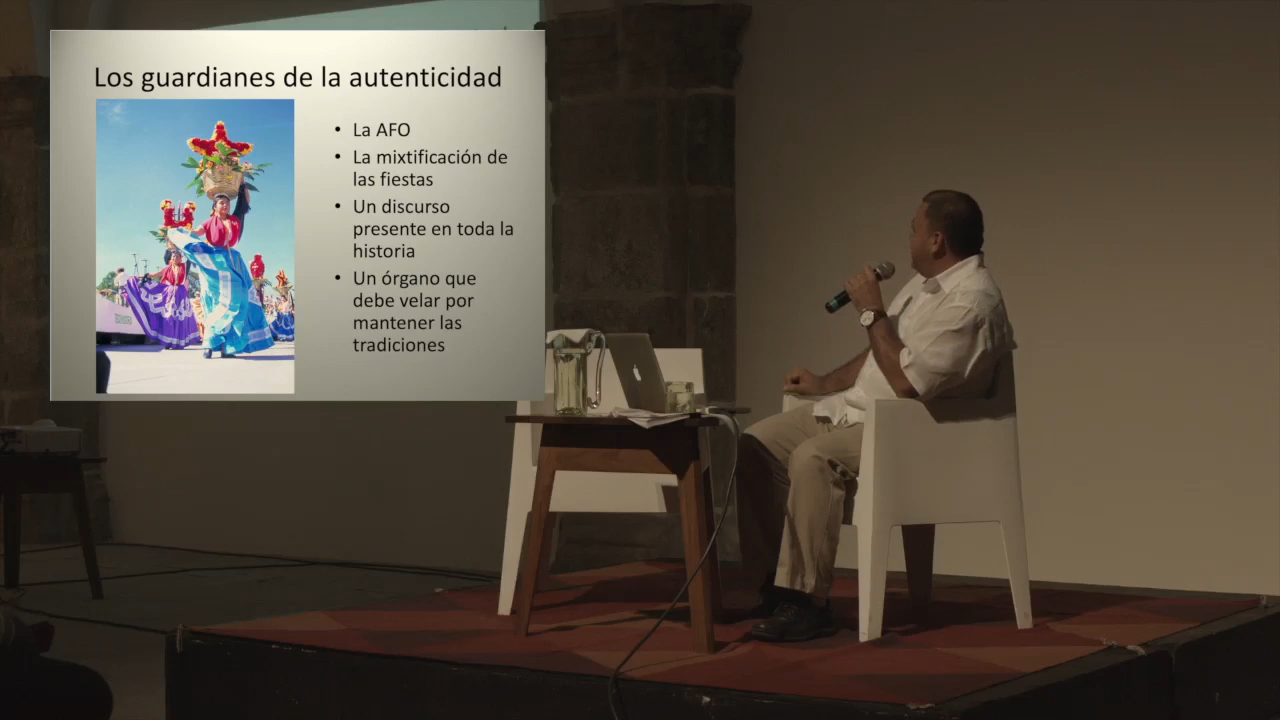 Los guardianes de la autenticidad
• La AFO
• La mixtificación de
las fiestas
• Un discurso
presente en toda la
historia
• Un órgano que
debe velar por
mantener las
tradiciones